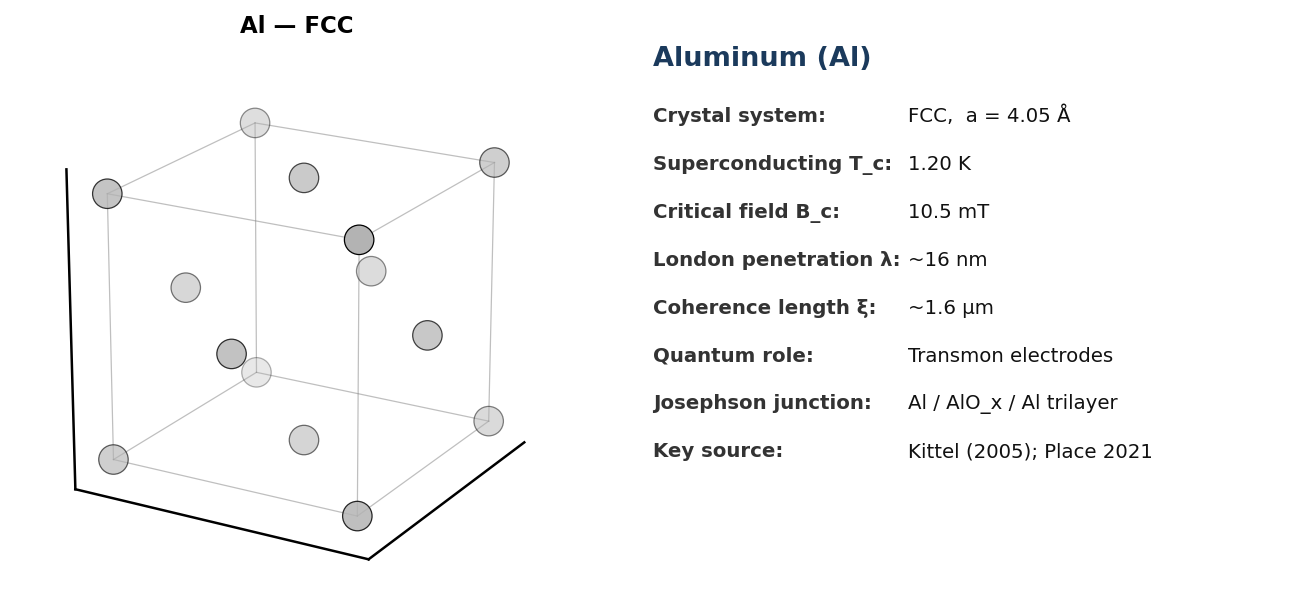 Al — FCC
Aluminum (Al)
Crystal system: FCC,  a = 4.05 Å
Superconducting T_c: 1.20 K
Critical field B_c: 10.5 mT
London penetration λ: ~16 nm
Coherence length ξ: ~1.6 μm
Quantum role: Transmon electrodes
Josephson junction: Al / AlO_x / Al trilayer
Key source: Kittel (2005); Place 2021